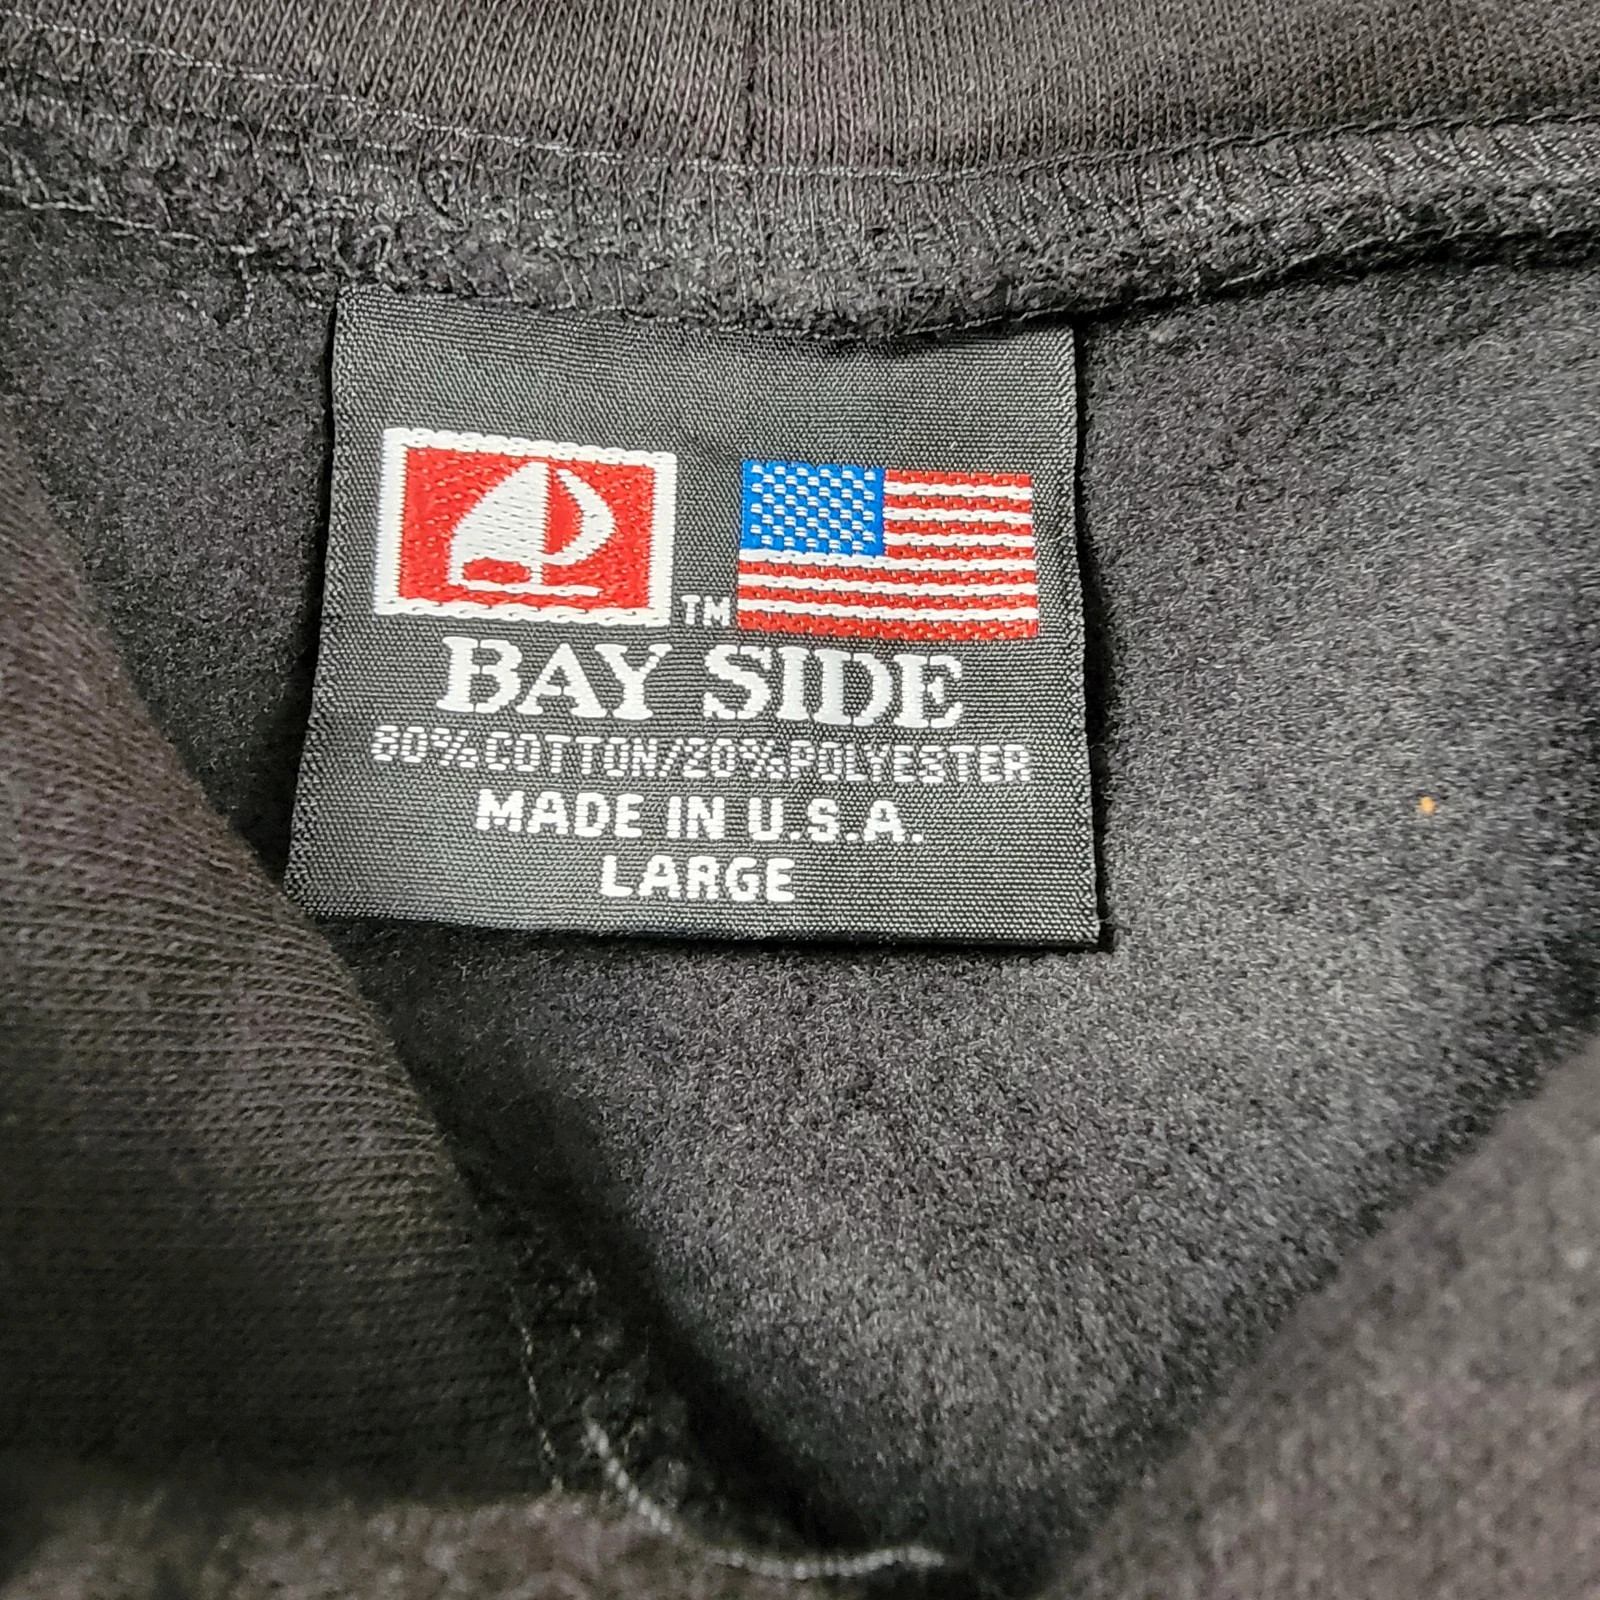 TM
BAY SIDE
80%COTTON/20%POLYESTER
MADE IN U.S.A.
LARGE